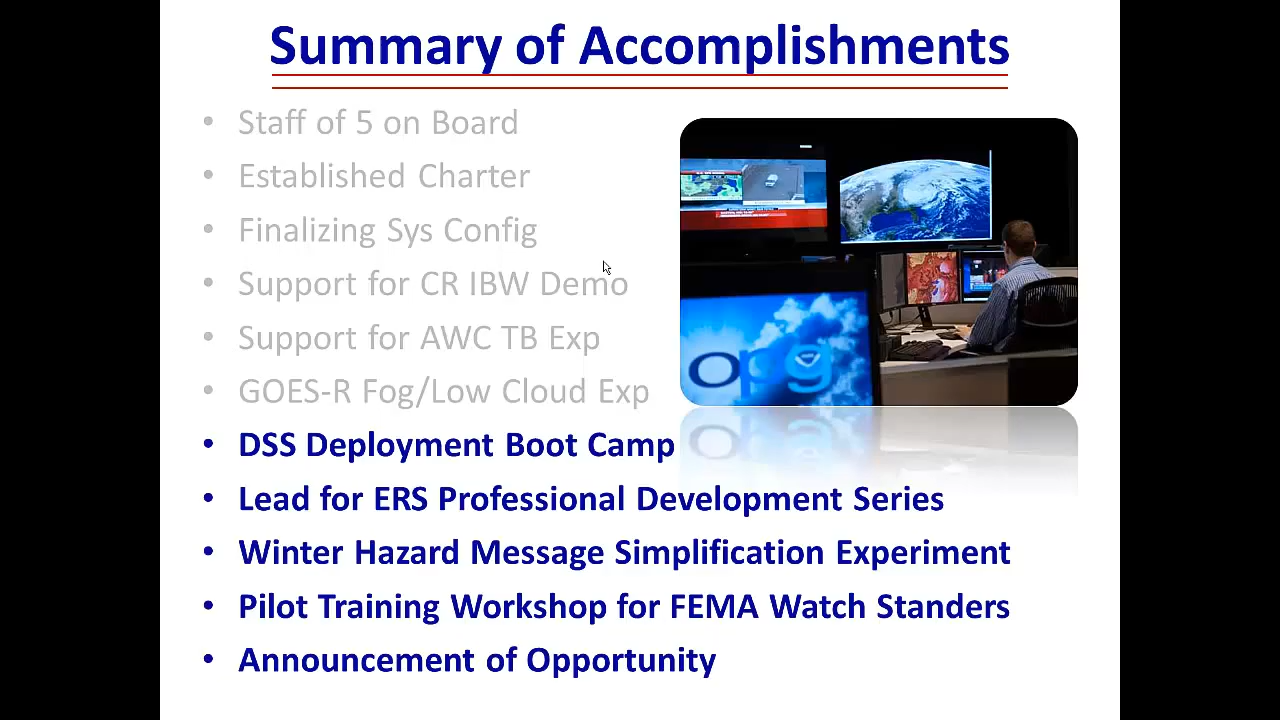 Summary of Accomplishments
• Staff of 5 on Board
• Established Charter
• Finalizing Sys Config
• Support for CR IBW Demo
• Support for AWC TB Exp
• GOES-R Fog/Low Cloud Exp
opg
• DSS Deployment Boot Camp
• Lead for ERS Professional Development Series
• Winter Hazard Message Simplification Experiment
• Pilot Training Workshop for FEMA Watch Standers
• Announcement of Opportunity